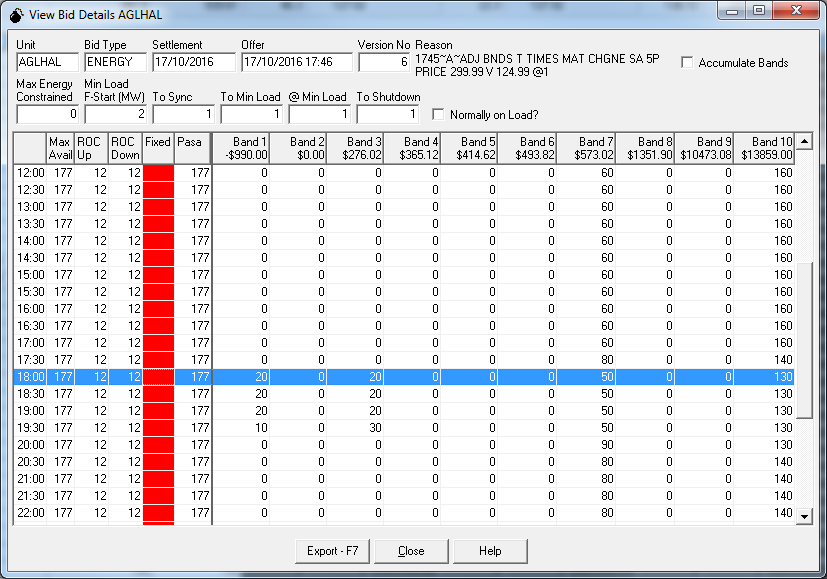 View Bid Details AGLHAL
Unit Bid Type Settlement Offer Version No Reason
AGLHAL ENERGY 17/10/2016 17/10/2016 17:46 6 1745~A~ADJ BNDS T TIMES MAT CHGNE SA 5P
PRICE 299.99 V 124.99 @1
Accumulate Bands
Max Energy Min Load
Constrained F-Start (MW) To Sync To Min Load @ Min Load To Shutdown
0 2 1 1 1 1 Normally on Load?
Max ROC ROC Fixed Pasa Band 1 Band 2 Band 3 Band 4 Band 5 Band 6 Band 7 Band 8 Band 9 Band 10
Avail Up Down -$990.00 $0.00 $276.02 $365.12 $414.62 $493.82 $573.02 $1351.90 $10473.08 $13859.00
12:00 177 12 12 177 0 0 0 0 0 0 60 0 0 160
12:30 177 12 12 177 0 0 0 0 0 0 60 0 0 160
13:00 177 12 12 177 0 0 0 0 0 0 60 0 0 160
13:30 177 12 12 177 0 0 0 0 0 0 60 0 0 160
14:00 177 12 12 177 0 0 0 0 0 0 60 0 0 160
14:30 177 12 12 177 0 0 0 0 0 0 60 0 0 160
15:00 177 12 12 177 0 0 0 0 0 0 60 0 0 160
15:30 177 12 12 177 0 0 0 0 0 0 60 0 0 160
16:00 177 12 12 177 0 0 0 0 0 0 60 0 0 160
16:30 177 12 12 177 0 0 0 0 0 0 60 0 0 160
17:00 177 12 12 177 0 0 0 0 0 0 60 0 0 160
17:30 177 12 12 177 0 0 0 0 0 0 80 0 0 140
18:00 177 12 12 177 20 0 20 0 0 0 50 0 0 130
18:30 177 12 12 177 20 0 20 0 0 0 50 0 0 130
19:00 177 12 12 177 20 0 20 0 0 0 50 0 0 130
19:30 177 12 12 177 10 0 30 0 0 0 50 0 0 130
20:00 177 12 12 177 0 0 0 0 0 0 90 0 0 130
20:30 177 12 12 177 0 0 0 0 0 0 80 0 0 140
21:00 177 12 12 177 0 0 0 0 0 0 80 0 0 140
21:30 177 12 12 177 0 0 0 0 0 0 80 0 0 140
22:00 177 12 12 177 0 0 0 0 0 0 80 0 0 140
Export - F7 Close Help